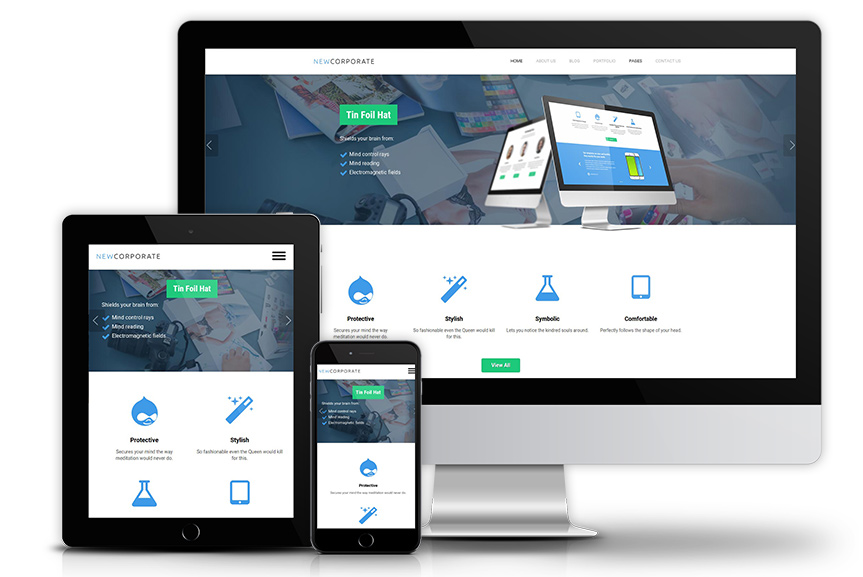 NEWCORPORATE
HOME ABOUT US BLOG PORTFOLIO PAGES CONTACT US
Tin Foil Hat
Shields your brain from:
Mind control rays
Mind reading
Electromagnetic fields
Protective
Secures your mind the way
meditation would never do.
Stylish
So fashionable even the Queen would kill
for this.
Symbolic
Lets you notice the kindred souls around.
Comfortable
Perfectly follows the shape of your head.
View All
NEWCORPORATE
Tin Foil Hat
Shields your brain from:
Mind control rays
Mind reading
Electromagnetic fields
Protective
Secures your mind the way
meditation would never do.
Stylish
So fashionable even the Queen would kill
for this.
NEWCORPORATE
Tin Foil Hat
Shields your brain from:
Mind control rays
Mind reading
Electromagnetic fields
Protective
Secures your mind the way meditation would never do.